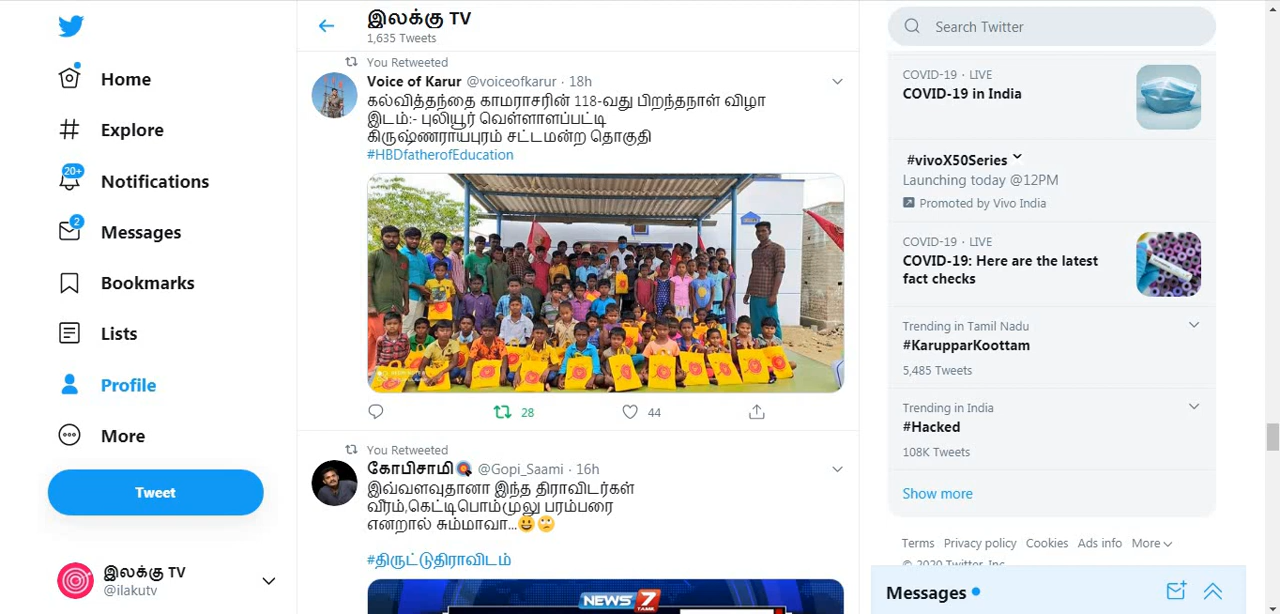 Home
Explore
20+
Notifications
2
Messages
Bookmarks
Lists
Profile
More
Tweet
இலக்கு TV
@ilakutv
இலக்கு TV
1,635 Tweets
You Retweeted
Voice of Karur @voiceofkarur · 18h
கல்வித்தந்தை காமராசரின் 118-வது பிறந்தநாள் விழா
இடம்:- புலியூர் வெள்ளாளப்பட்டி
கிருஷ்ணராயபுரம் சட்டமன்ற தொகுதி
#HBDfatherofEducation
28
44
You Retweeted
கோபிசாமி @Gopi_Saami · 16h
இவ்வளவுதானா இந்த திராவிடர்கள்
வீரம்,கெட்டிபொம்முலு பரம்பரை
எனறால் சும்மாவா...
#திருட்டுதிராவிடம்
NEWS 7
TAMIL
Search Twitter
COVID-19 · LIVE
COVID-19 in India
#vivoX50Series
Launching today @12PM
Promoted by Vivo India
COVID-19 · LIVE
COVID-19: Here are the latest
fact checks
Trending in Tamil Nadu
#KarupparKoottam
5,485 Tweets
Trending in India
#Hacked
108K Tweets
Show more
Terms Privacy policy Cookies Ads info More
© 2020 Twitter, Inc.
Messages